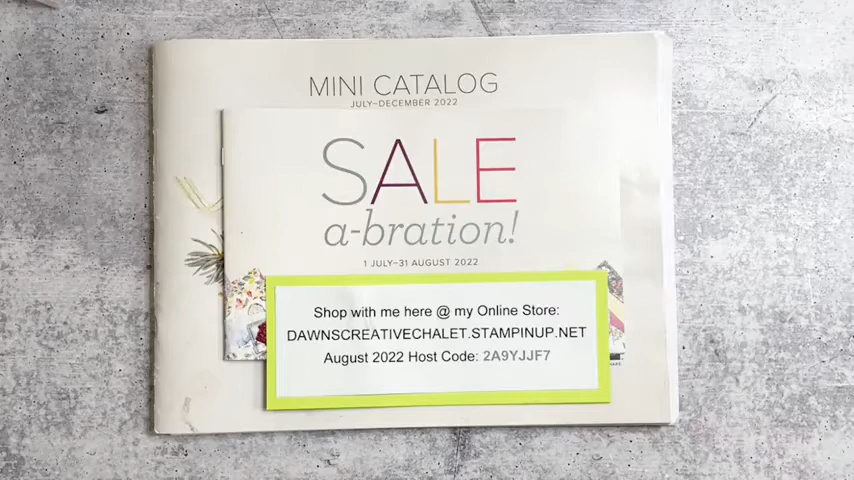 MINI CATALOG
JULY–DECEMBER 2022
SALE
a-bration!
1 JULY–31 AUGUST 2022
Shop with me here @ my Online Store:
DAWNSCREATIVECHALET.STAMPINUP.NET
August 2022 Host Code: 2A9YJJF7